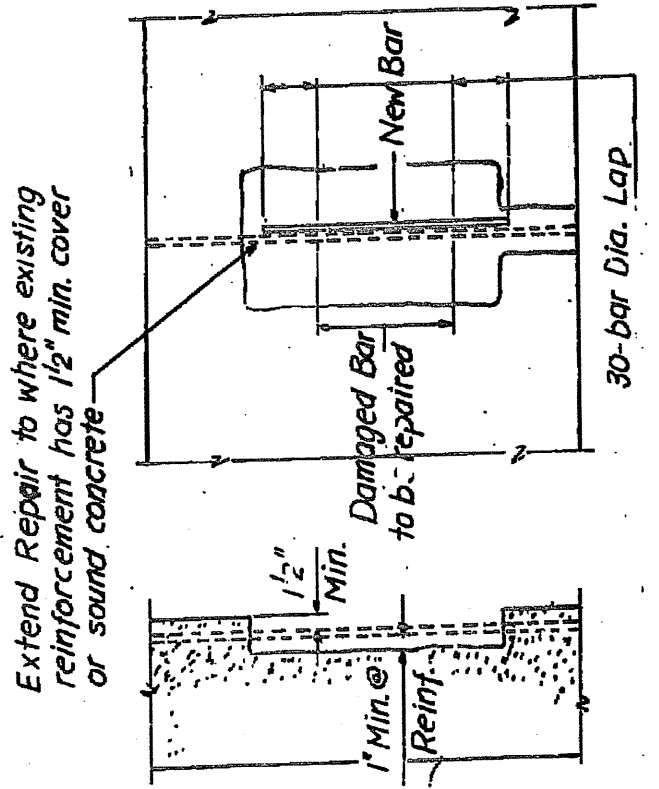 Extend Repair to where existing
reinforcement has 1½" min. cover
or sound concrete
1½"
Min.
1" Min. @
Reinf.
Damaged Bar
to be repaired
New Bar
30-bar Dia. Lap